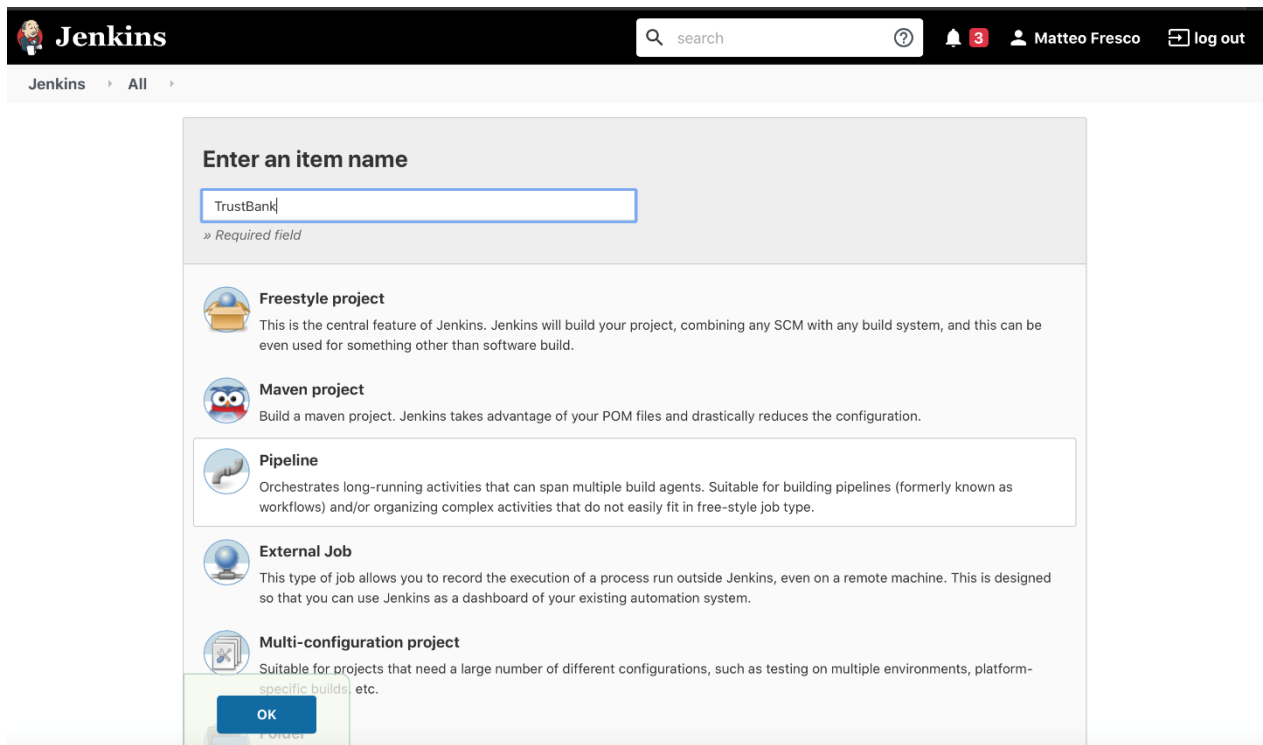 Jenkins
search
3
Matteo Fresco
log out
Jenkins
All
Enter an item name
TrustBank
» Required field
Freestyle project
This is the central feature of Jenkins. Jenkins will build your project, combining any SCM with any build system, and this can be
even used for something other than software build.
Maven project
Build a maven project. Jenkins takes advantage of your POM files and drastically reduces the configuration.
Pipeline
Orchestrates long-running activities that can span multiple build agents. Suitable for building pipelines (formerly known as
workflows) and/or organizing complex activities that do not easily fit in free-style job type.
External Job
This type of job allows you to record the execution of a process run outside Jenkins, even on a remote machine. This is designed
so that you can use Jenkins as a dashboard of your existing automation system.
Multi-configuration project
Suitable for projects that need a large number of different configurations, such as testing on multiple environments, platform-
specific builds, etc.
OK
Folder